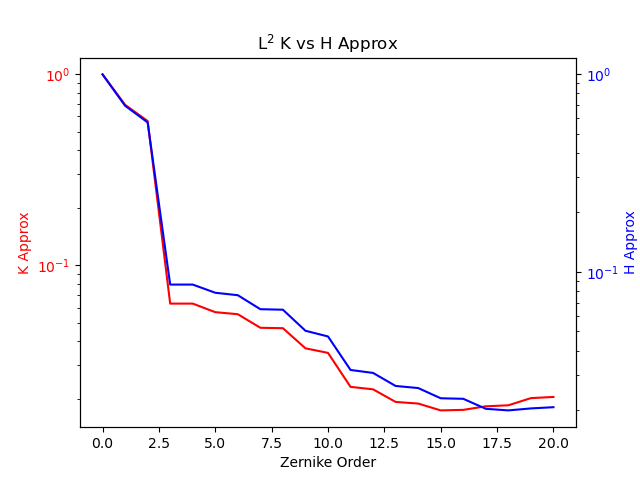 L² K vs H Approx
10⁰
10⁻¹
K Approx
10⁰
10⁻¹
H Approx
0.0 2.5 5.0 7.5 10.0 12.5 15.0 17.5 20.0
Zernike Order